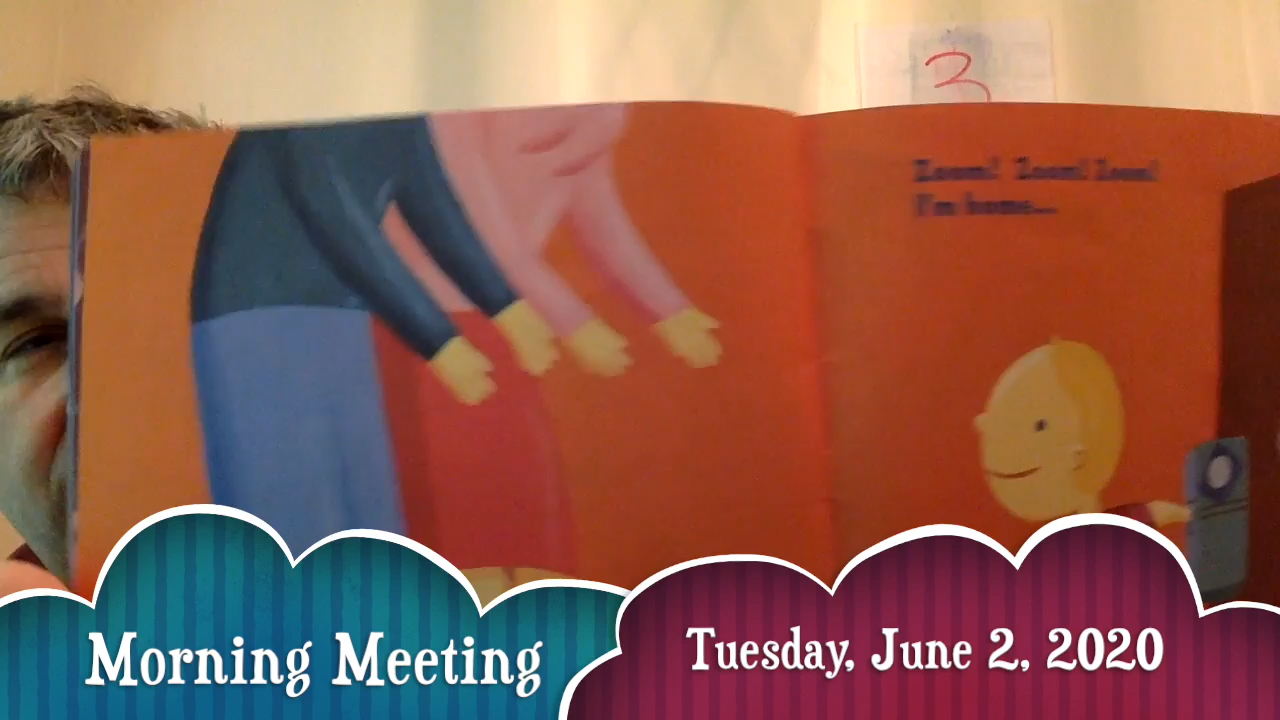 3
Zoom! Zoom! Zoom!
I'm home...
Morning Meeting
Tuesday, June 2, 2020